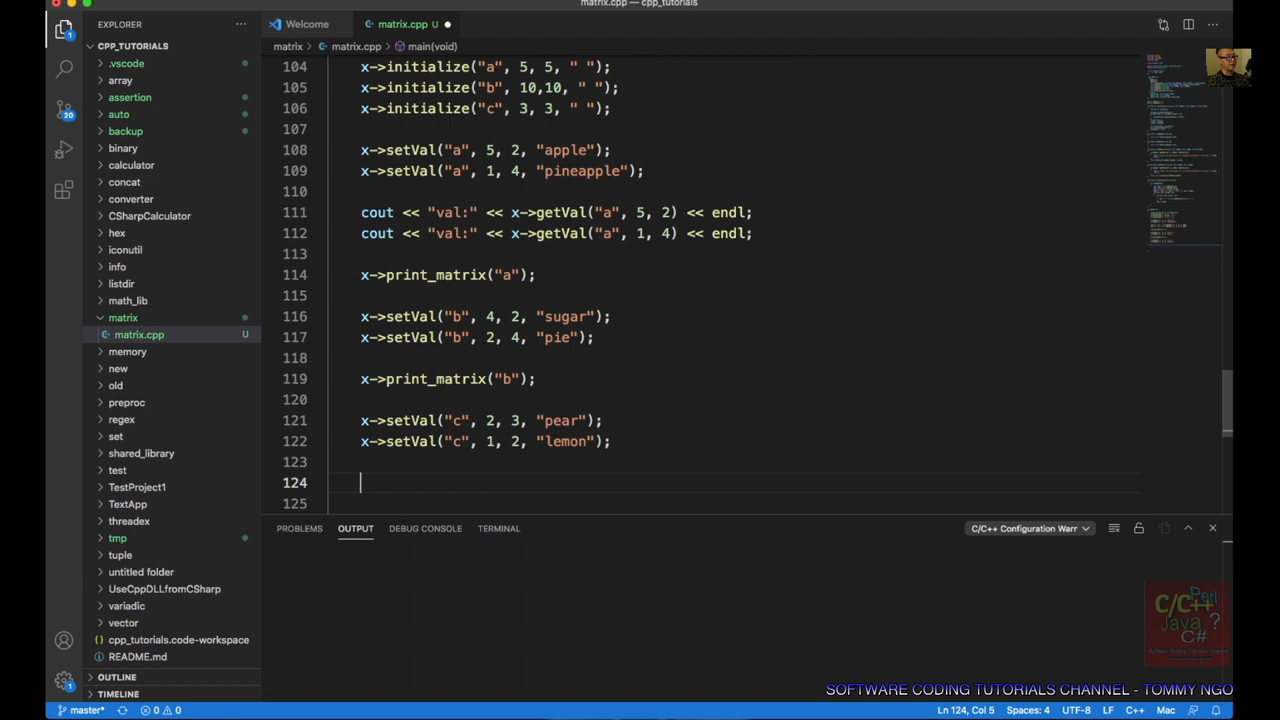 matrix.cpp — cpp_tutorials
EXPLORER
Welcome
matrix.cpp U
CPP_TUTORIALS
matrix > matrix.cpp > main(void)
.vscode
array
assertion
auto
backup
binary
calculator
concat
converter
CSharpCalculator
hex
iconutil
info
listdir
math_lib
matrix
matrix.cpp U
memory
new
old
preproc
regex
set
shared_library
test
TestProject1
TextApp
threadex
tmp
tuple
untitled folder
UseCppDLLfromCSharp
variadic
vector
cpp_tutorials.code-workspace
README.md
OUTLINE
TIMELINE
1
20
1
104 x->initialize("a", 5, 5, " ");
105 x->initialize("b", 10,10, " ");
106 x->initialize("c", 3, 3, " ");
107
108 x->setVal("a", 5, 2, "apple");
109 x->setVal("a", 1, 4, "pineapple");
110
111 cout << "val:" << x->getVal("a", 5, 2) << endl;
112 cout << "val:" << x->getVal("a", 1, 4) << endl;
113
114 x->print_matrix("a");
115
116 x->setVal("b", 4, 2, "sugar");
117 x->setVal("b", 2, 4, "pie");
118
119 x->print_matrix("b");
120
121 x->setVal("c", 2, 3, "pear");
122 x->setVal("c", 1, 2, "lemon");
123
124
125
PROBLEMS OUTPUT DEBUG CONSOLE TERMINAL
C/C++ Configuration Warr
C/C++ Perl
Java ?
C#
SOFTWARE CODING TUTORIALS CHANNEL - TOMMY NGO
master* 0 0
Ln 124, Col 5 Spaces: 4 UTF-8 LF C++ Mac